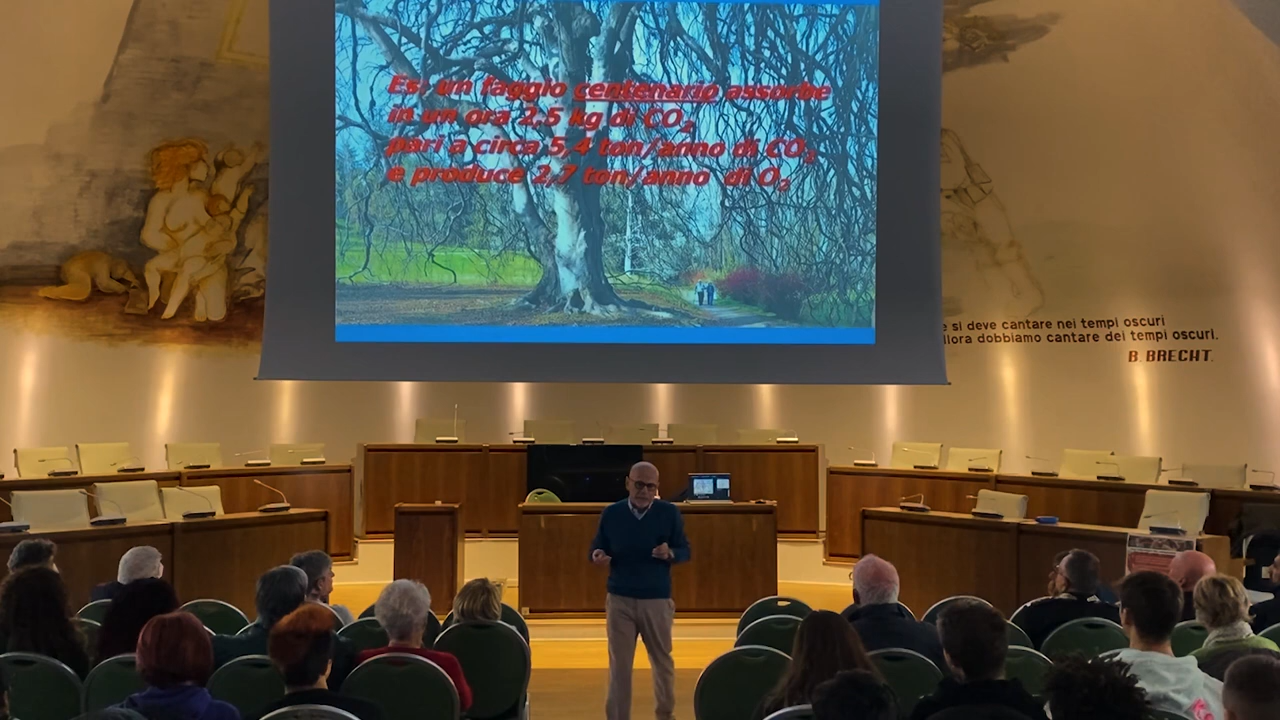 Es: un faggio centenario assorbe
in un ora 2,5 kg di CO₂
pari a circa 5,4 ton/anno di CO₂
e produce 2,7 ton/anno di O₂
e si deve cantare nei tempi oscuri
llora dobbiamo cantare dei tempi oscuri.
B. BRECHT.